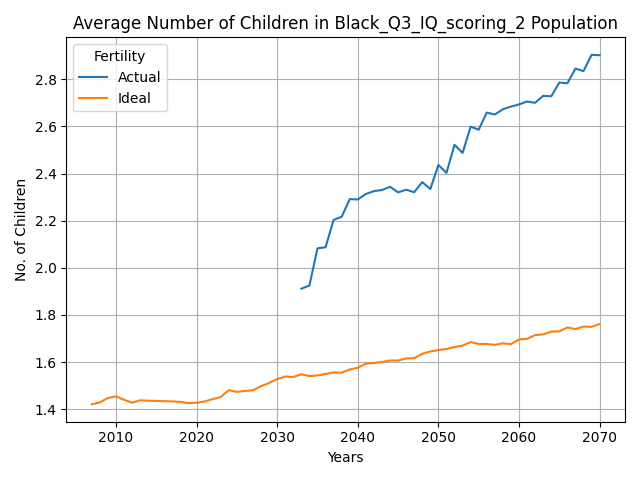 Average Number of Children in Black_Q3_IQ_scoring_2 Population
Fertility
Actual
Ideal
No. of Children
2.8
2.6
2.4
2.2
2.0
1.8
1.6
1.4
2010 2020 2030 2040 2050 2060 2070
Years